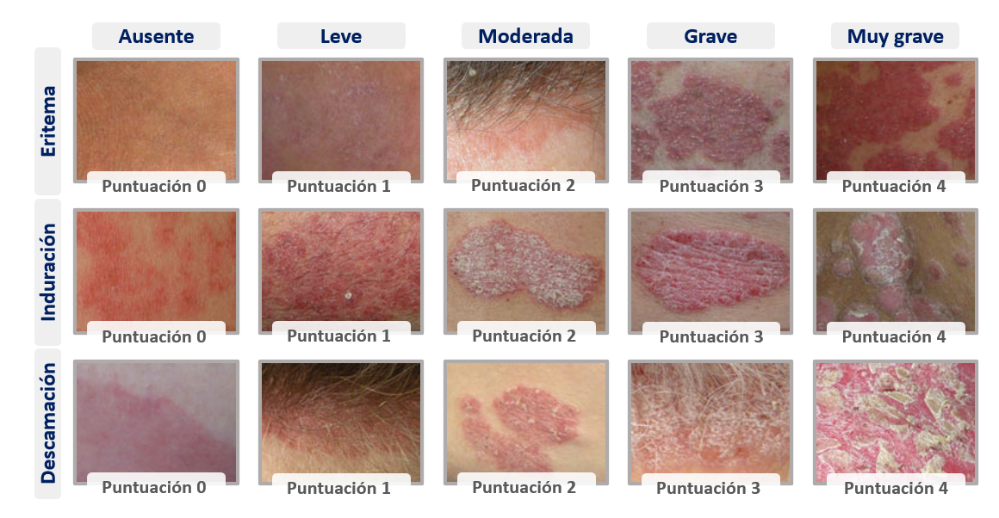 Ausente
Leve
Moderada
Grave
Muy grave
Eritema
Puntuación 0
Puntuación 1
Puntuación 2
Puntuación 3
Puntuación 4
Induración
Puntuación 0
Puntuación 1
Puntuación 2
Puntuación 3
Puntuación 4
Descamación
Puntuación 0
Puntuación 1
Puntuación 2
Puntuación 3
Puntuación 4